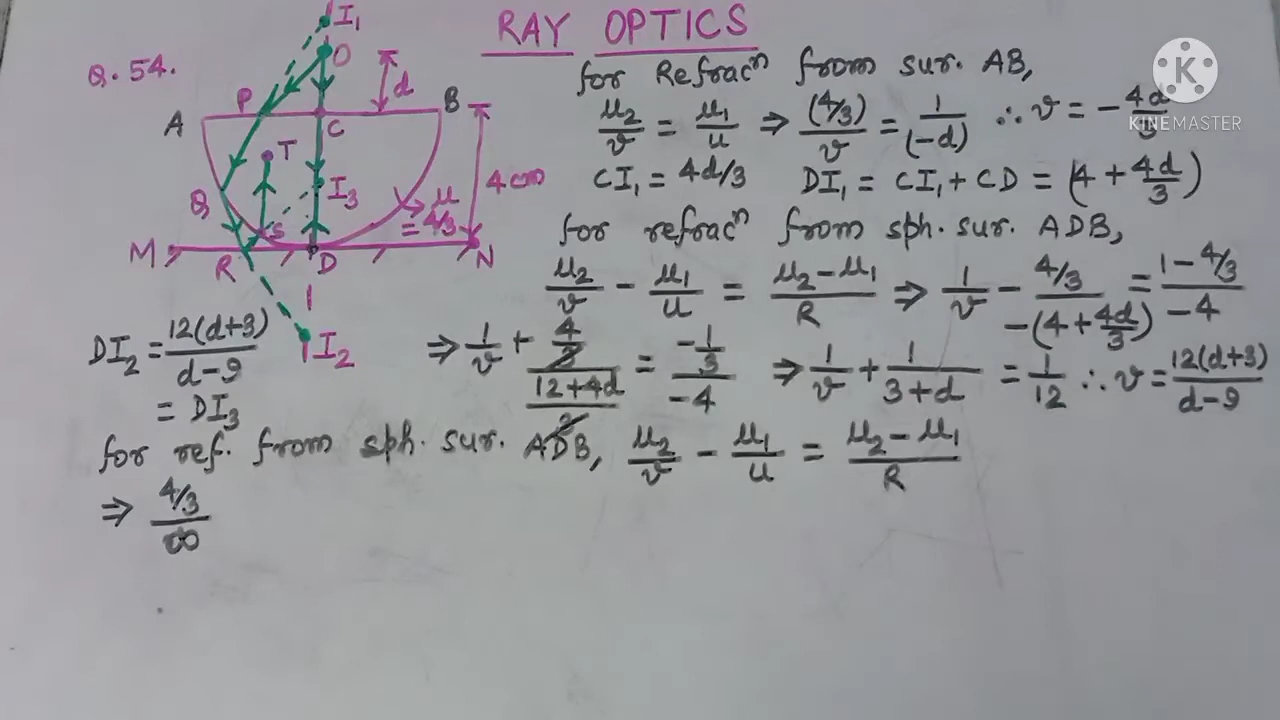 RAY OPTICS
Q.54.
I₁
O
d
P
A
B
C
T
I₃
Q
S
μ = 4/3
4cm
M
R
D
N
I₂
for Refracⁿ from sur. AB,
μ₂/v = μ₁/u ⇒ (4/3)/v = 1/(-d) ∴ v = -4d/
CI₁ = 4d/3 DI₁ = CI₁ + CD = (4 + 4d/3)
for refracⁿ from sph. sur. ADB,
μ₂/v - μ₁/u = (μ₂ - μ₁)/R ⇒ 1/v - (4/3)/-(4 + 4d/3) = (1 - 4/3)/-4
⇒ 1/v + (4/3)/((12+4d)/3) = (-1/3)/-4 ⇒ 1/v + 1/(3+d) = 1/12 ∴ v = 12(d+3)/(d-9)
DI₂ = 12(d+3)/(d-9)
= DI₃
for ref. from sph. sur. ADB, μ₂/v - μ₁/u = (μ₂ - μ₁)/R
⇒ (4/3)/∞
K
KINEMASTER